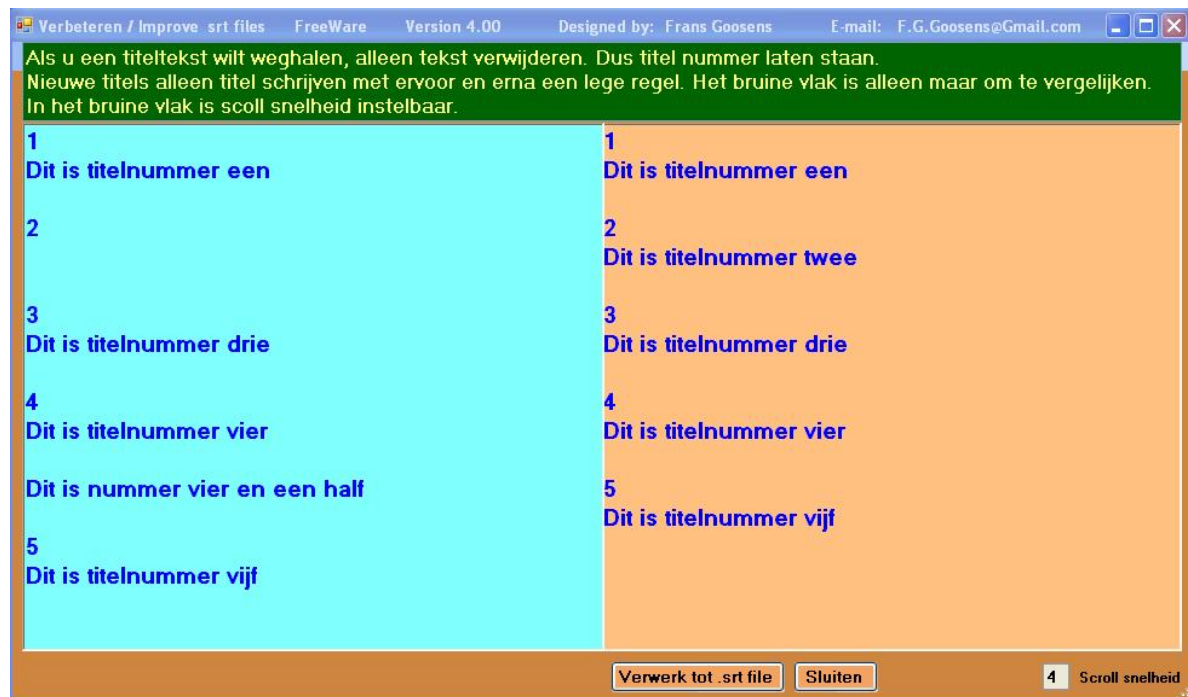 Verbeteren / Improve srt files FreeWare Version 4.00 Designed by: Frans Goosens E-mail: F.G.Goosens@Gmail.com
Als u een titeltekst wilt weghalen, alleen tekst verwijderen. Dus titel nummer laten staan.
Nieuwe titels alleen titel schrijven met ervoor en erna een lege regel. Het bruine vlak is alleen maar om te vergelijken.
In het bruine vlak is scoll snelheid instelbaar.
1
Dit is titelnummer een
2
3
Dit is titelnummer drie
4
Dit is titelnummer vier
Dit is nummer vier en een half
5
Dit is titelnummer vijf
1
Dit is titelnummer een
2
Dit is titelnummer twee
3
Dit is titelnummer drie
4
Dit is titelnummer vier
5
Dit is titelnummer vijf
Verwerk tot .srt file Sluiten 4 Scroll snelheid